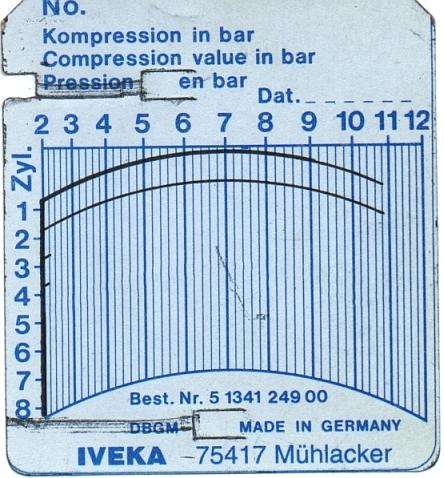 No.
Kompression in bar
Compression value in bar
Pression en bar
Dat.
2 3 4 5 6 7 8 9 10 11 12
Zyl.
1
2
3
4
5
6
7
8
Best. Nr. 5 1341 249 00
DBGM MADE IN GERMANY
IVEKA 75417 Mühlacker